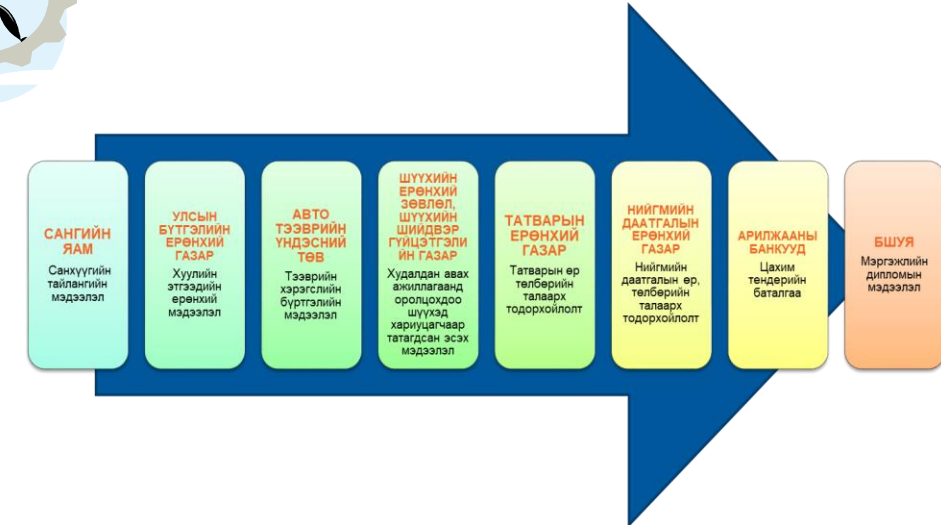 САНГИЙН
ЯАМ
Санхүүгийн
тайлангийн
мэдээлэл
УЛСЫН
БҮТГЭЛИЙН
ЕРӨНХИЙ
ГАЗАР
Хуулийн
этгээдийн
ерөнхий
мэдээлэл
АВТО
ТЭЭВРИЙН
ҮНДЭСНИЙ
ТӨВ
Тээврийн
хэрэгслийн
бүртгэлийн
мэдээлэл
ШҮҮХИЙН
ЕРӨНХИЙ
ЗӨВЛӨЛ,
ШҮҮХИЙН
ШИЙДВЭР
ГҮЙЦЭТГЭЛИ
ЙН ГАЗАР
Худалдан авах
ажиллагаанд
оролцохдоо
шүүхэд
хариуцагчаар
татагдсан эсэх
мэдээлэл
ТАТВАРЫН
ЕРӨНХИЙ
ГАЗАР
Татварын өр
төлбөрийн
талаарх
тодорхойлолт
НИЙГМИЙН
ДААТГАЛЫН
ЕРӨНХИЙ
ГАЗАР
Нийгмийн
даатгалын өр,
төлбөрийн
талаарх
тодорхойлолт
АРИЛЖААНЫ
БАНКУУД
Цахим
тендерийн
баталгаа
БШУЯ
Мэргэжлийн
дипломын
мэдээлэл